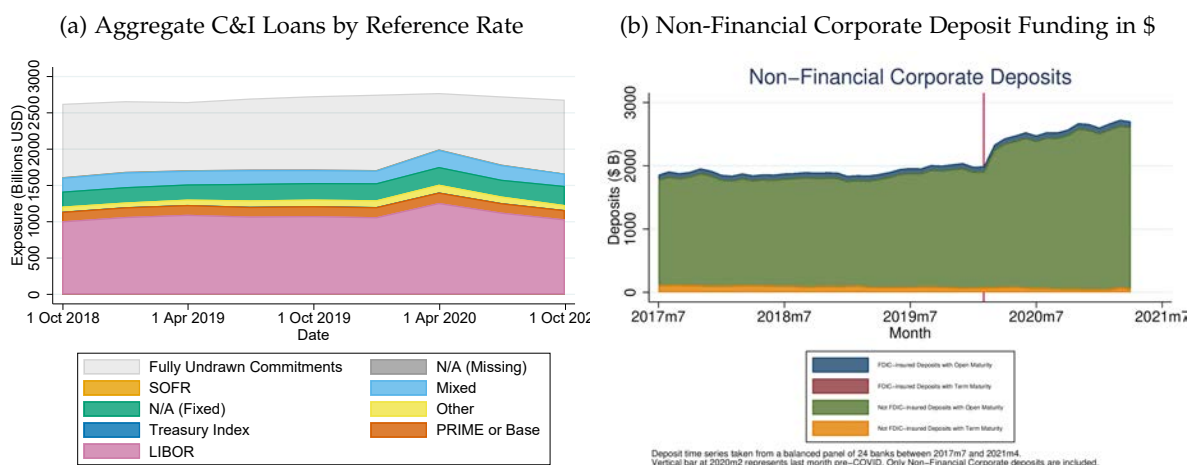 (a) Aggregate C&I Loans by Reference Rate
Exposure (Billions USD)
3000
2500
2000
1500
1000
500
0
1 Oct 2018 1 Apr 2019 1 Oct 2019 1 Apr 2020 1 Oct 202
Date
Fully Undrawn Commitments N/A (Missing)
SOFR Mixed
N/A (Fixed) Other
Treasury Index PRIME or Base
LIBOR
(b) Non-Financial Corporate Deposit Funding in $
Non-Financial Corporate Deposits
Deposits ($ B)
3000
2000
1000
0
2017m7 2018m7 2019m7 2020m7 2021m7
Month
FDIC-insured Deposits with Open Maturity
FDIC-insured Deposits with Term Maturity
Not FDIC-insured Deposits with Open Maturity
Not FDIC-insured Deposits with Term Maturity
Deposit time series taken from a balanced panel of 24 banks between 2017m7 and 2021m4.
Vertical bar at 2020m2 represents last month pre-COVID. Only Non-Financial Corporate deposits are included.